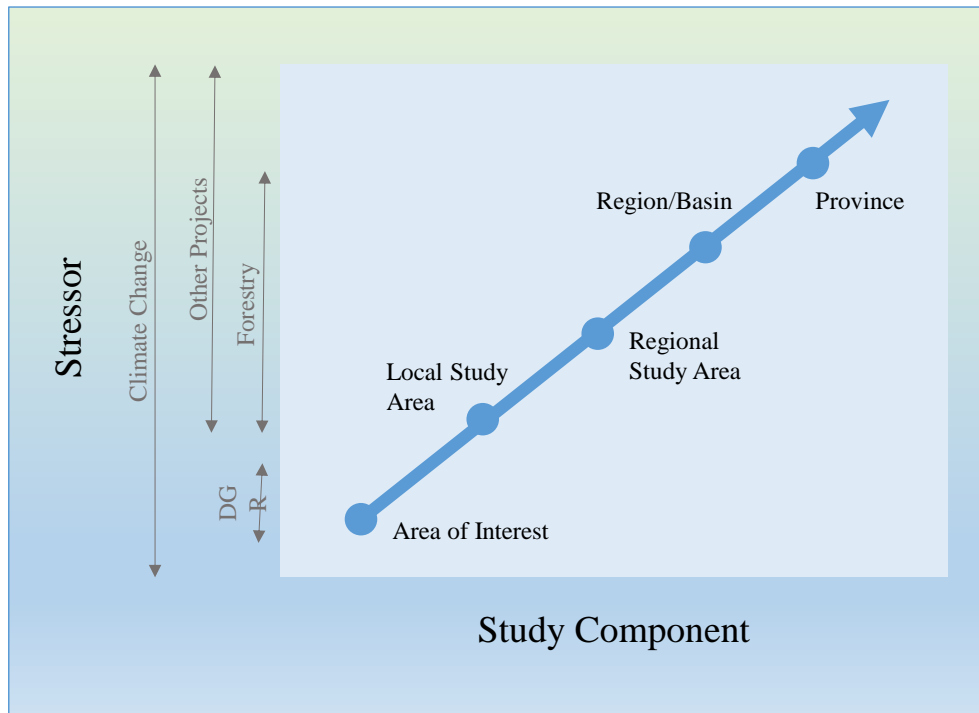 Stressor
Climate Change
Other Projects
Forestry
DG
R
Region/Basin
Province
Regional
Study Area
Local Study
Area
Area of Interest
Study Component